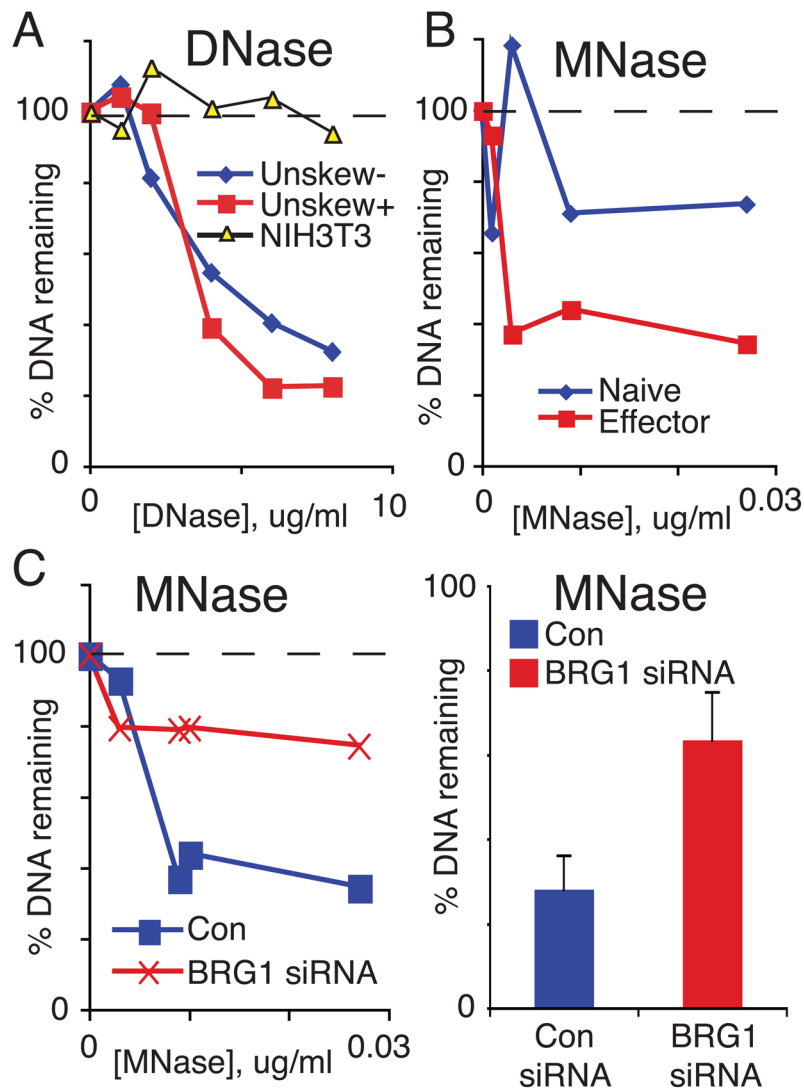 A
DNase
100
% DNA remaining
Unskew-
Unskew+
NIH3T3
0
0
10
[DNase], ug/ml
B
MNase
100
% DNA remaining
Naive
Effector
0
0
0.03
[MNase], ug/ml
C
MNase
100
% DNA remaining
Con
BRG1 siRNA
0
0
0.03
[MNase], ug/ml
MNase
100
% DNA remaining
Con
BRG1 siRNA
0
Con
siRNA
BRG1
siRNA